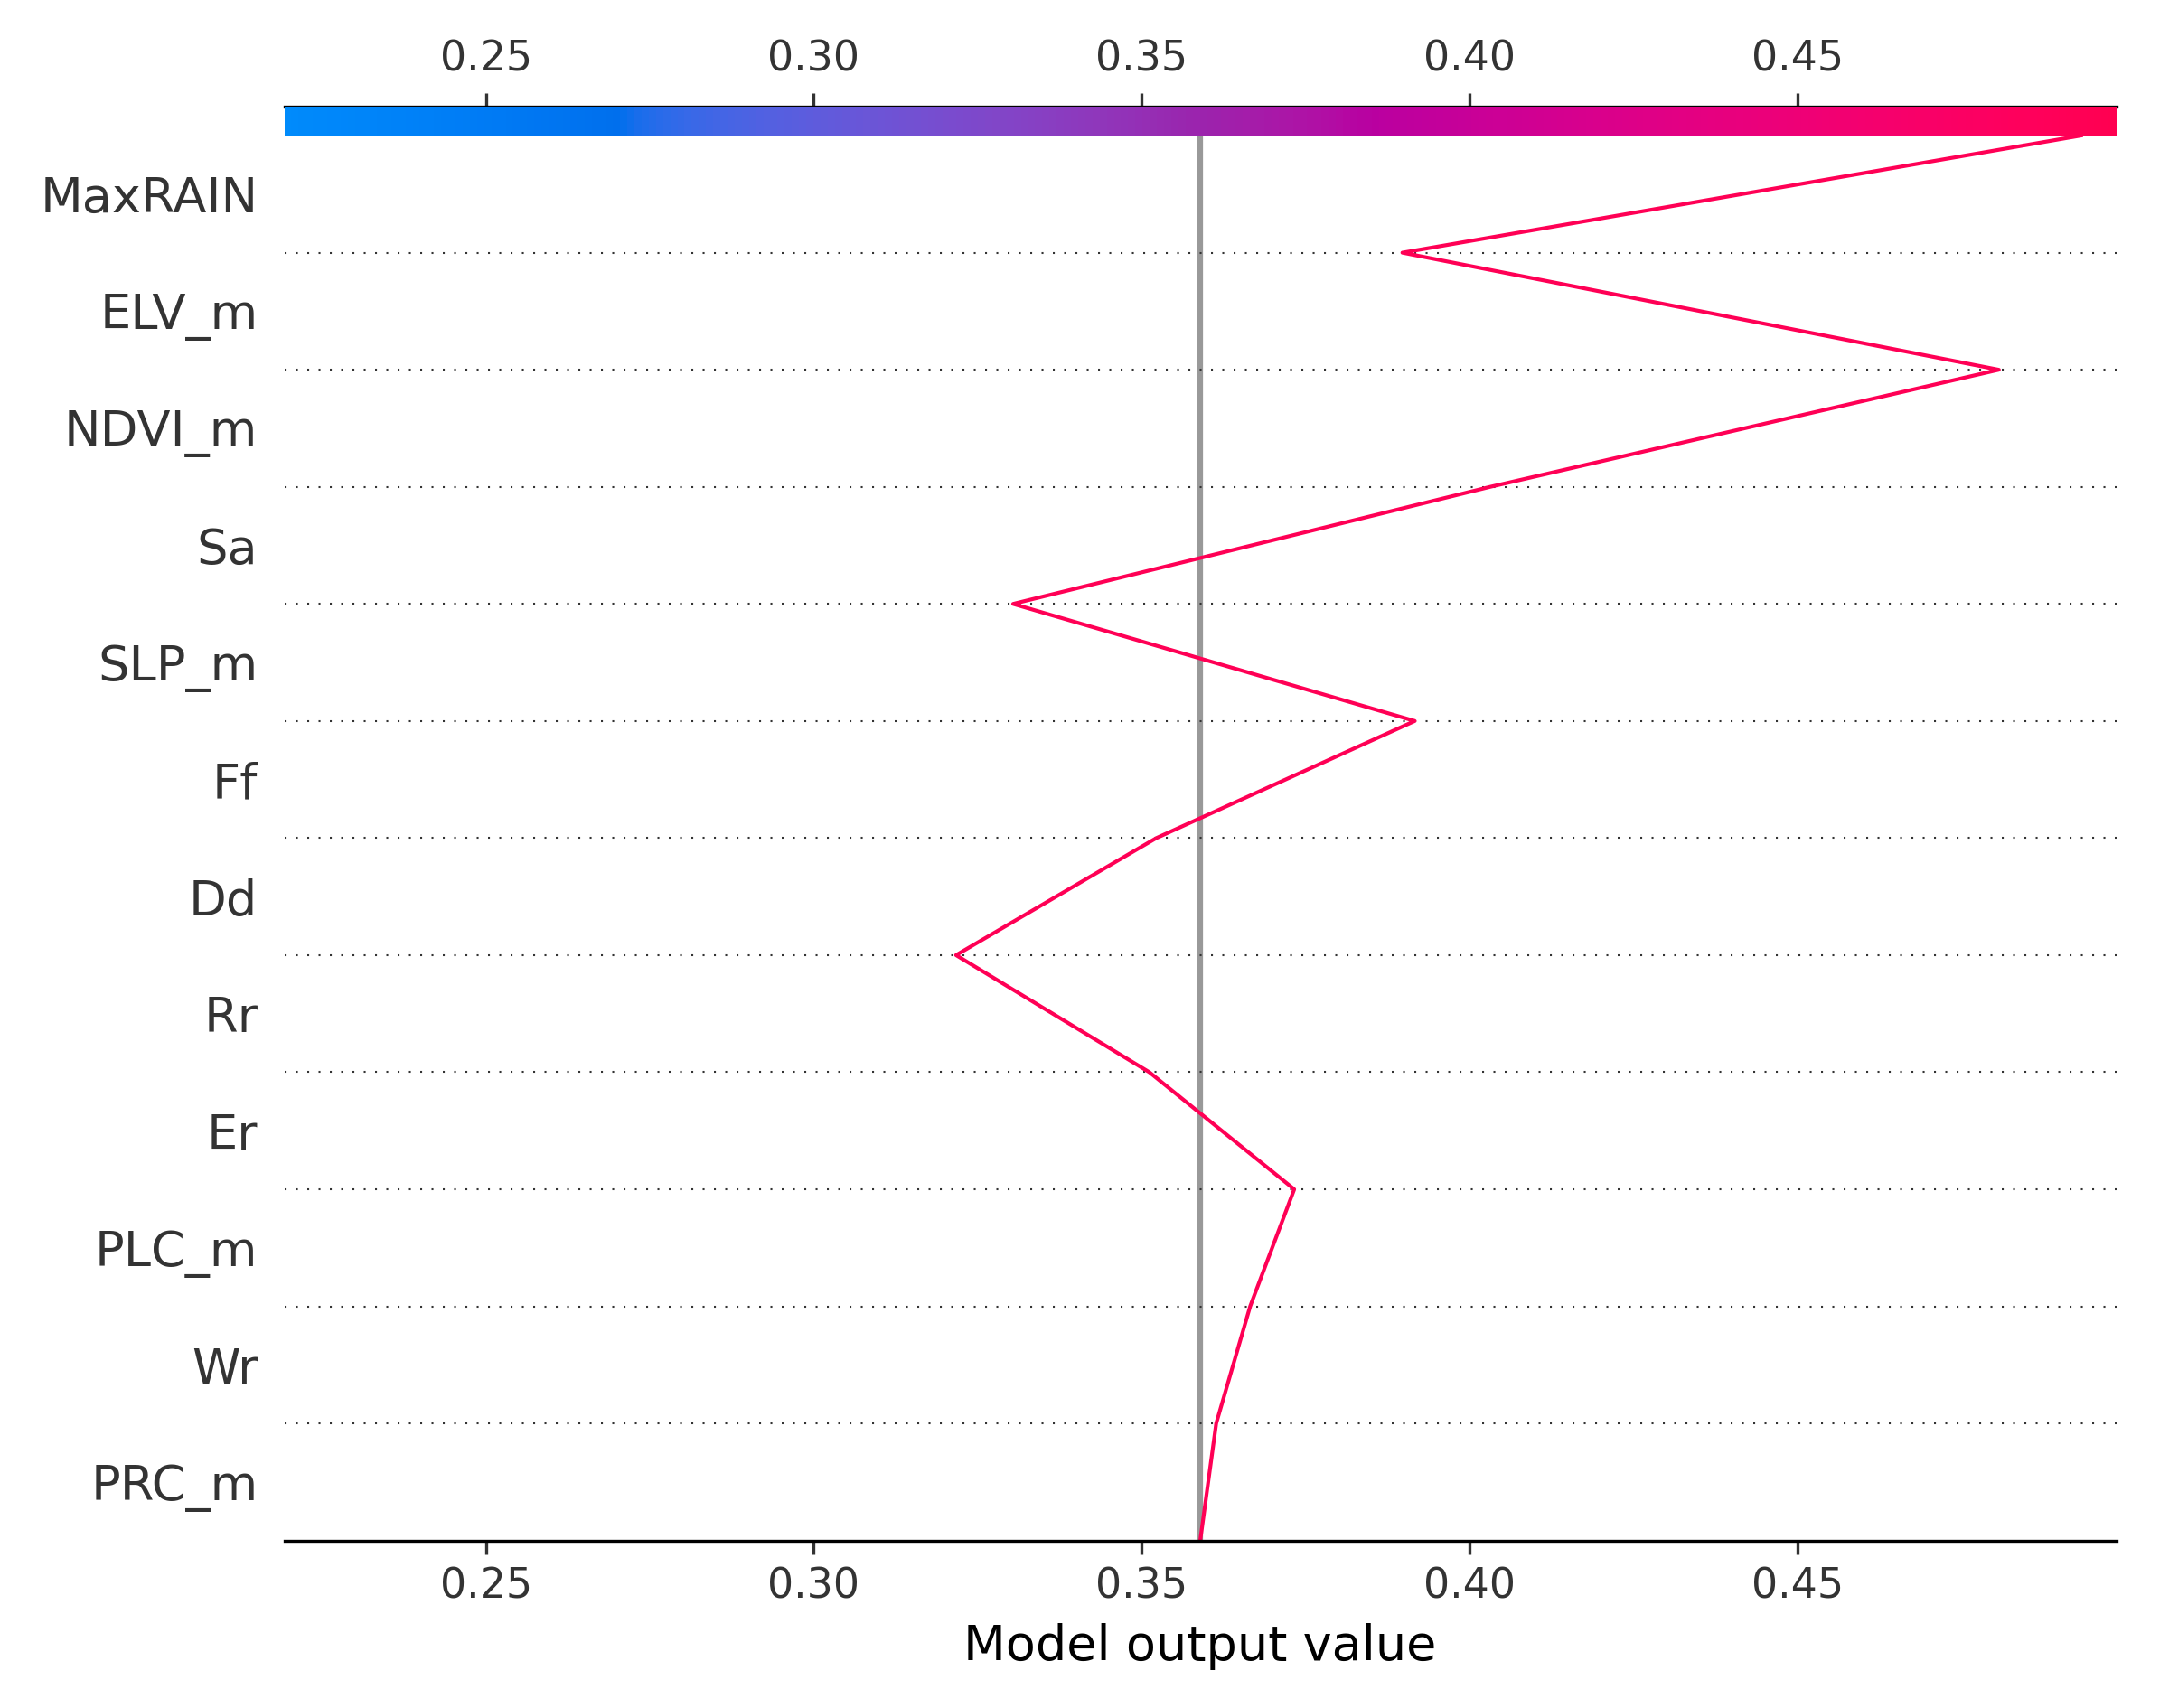 0.25 0.30 0.35 0.40 0.45
MaxRAIN
ELV_m
NDVI_m
Sa
SLP_m
Ff
Dd
Rr
Er
PLC_m
Wr
PRC_m
0.25 0.30 0.35 0.40 0.45
Model output value